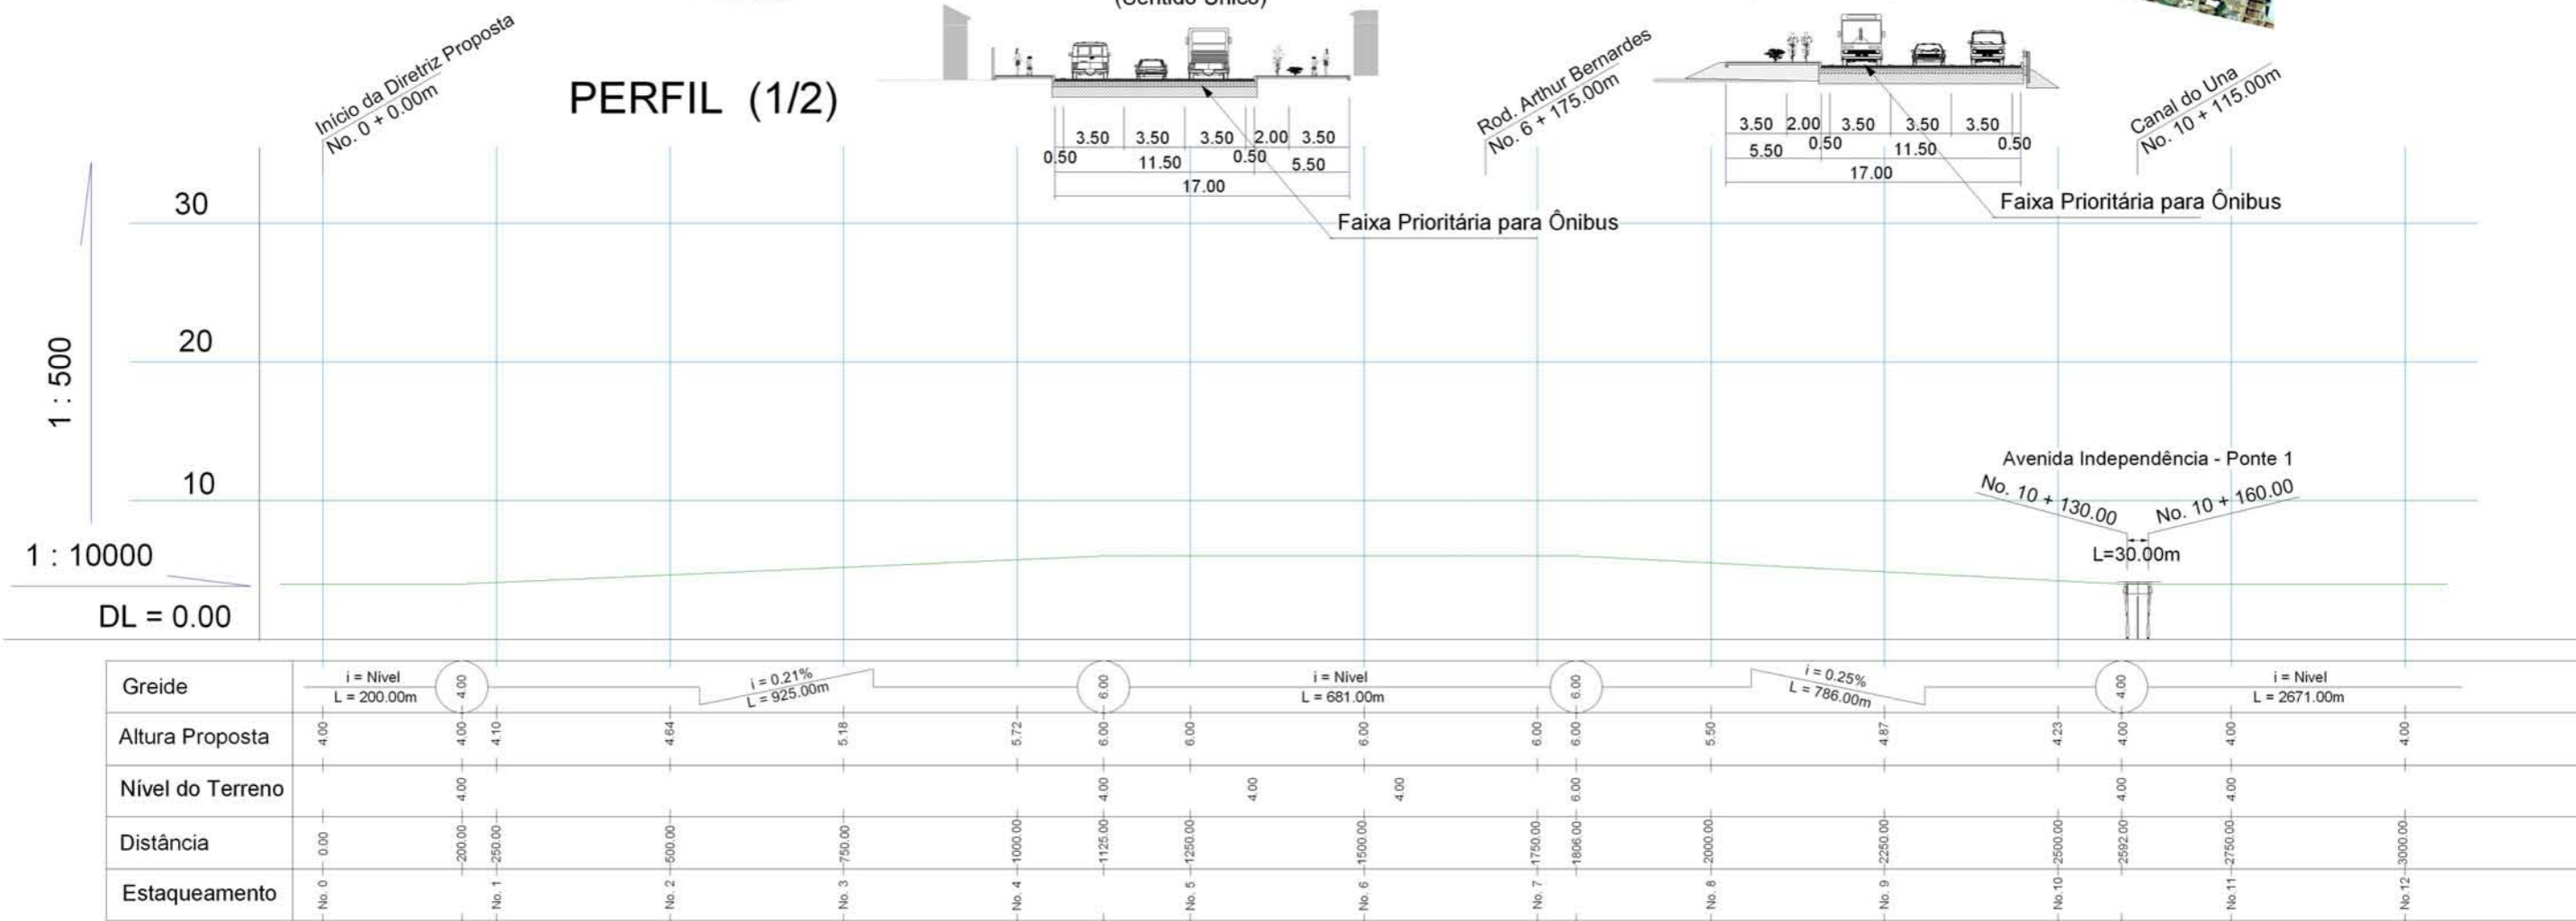 (Sentido Único)
Início da Diretriz Proposta
No. 0 + 0.00m
PERFIL (1/2)
3.50 3.50 3.50 2.00 3.50
0.50 11.50 0.50 5.50
17.00
Faixa Prioritária para Ônibus
Rod. Arthur Bernardes
No. 6 + 175.00m
3.50 2.00 3.50 3.50 3.50
5.50 0.50 11.50 0.50
17.00
Faixa Prioritária para Ônibus
Canal do Una
No. 10 + 115.00m
30
20
10
1 : 500
1 : 10000
DL = 0.00
Avenida Independência - Ponte 1
No. 10 + 130.00 No. 10 + 160.00
L=30.00m
Greide
i = Nivel
L = 200.00m
4.00
i = 0.21%
L = 925.00m
6.00
i = Nível
L = 681.00m
6.00
i = 0.25%
L = 786.00m
4.00
i = Nível
L = 2671.00m
Altura Proposta 4.00 4.00 4.10 4.64 5.18 5.72 6.00 6.00 6.00 6.00 6.00 5.50 4.87 4.23 4.00 4.00 4.00
Nível do Terreno 4.00 4.00 4.00 4.00 6.00 4.00 4.00
Distância 0.00 200.00 250.00 500.00 750.00 1000.00 1125.00 1250.00 1500.00 1750.00 1806.00 2000.00 2250.00 2500.00 2592.00 2750.00 3000.00
Estaqueamento No. 0 No. 1 No. 2 No. 3 No. 4 No. 5 No. 6 No. 7 No. 8 No. 9 No.10 No.11 No.12